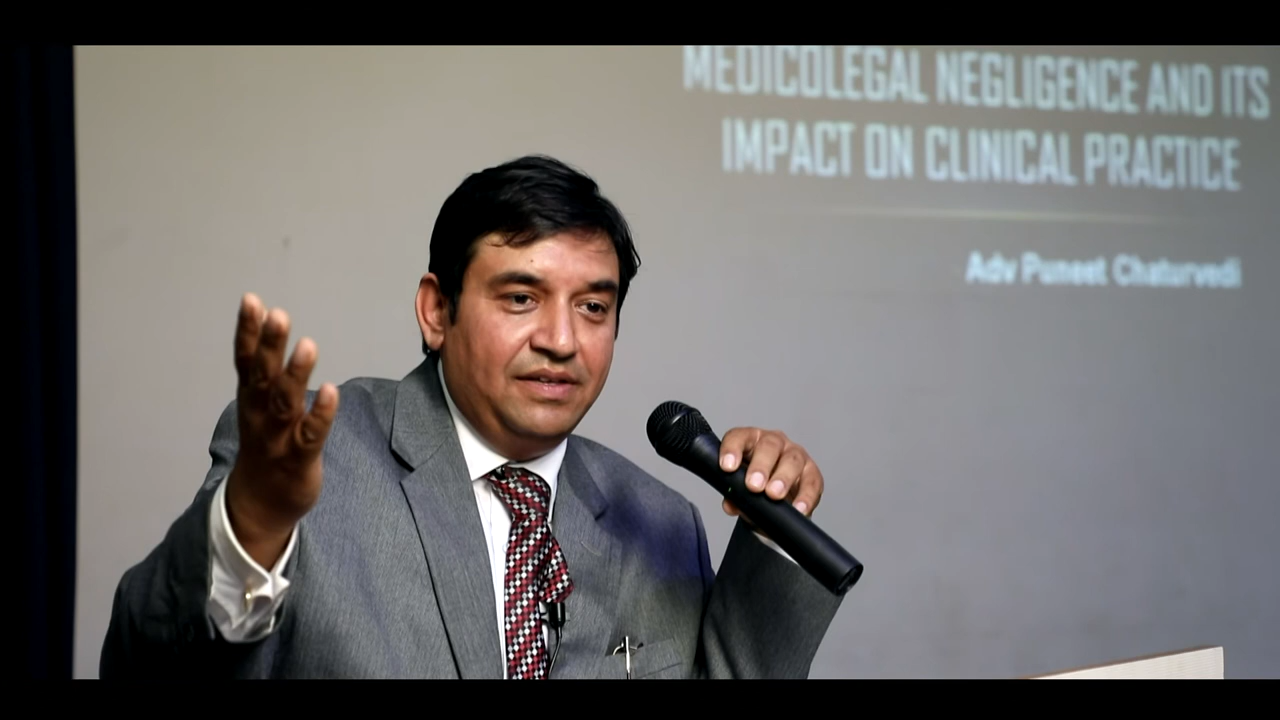 MEDICOLEGAL NEGLIGENCE AND ITS
IMPACT ON CLINICAL PRACTICE
Adv Puneet Chaturvedi